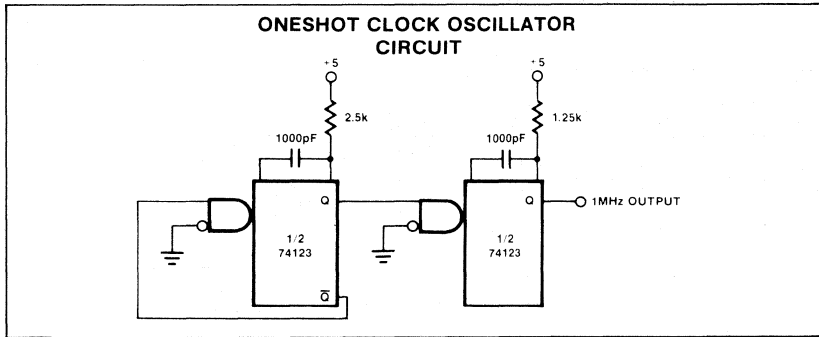 ONESHOT CLOCK OSCILLATOR
CIRCUIT
+5
+5
2.5k
1.25k
1000pF
1000pF
Q
Q
1MHz OUTPUT
1/2
74123
1/2
74123
Q̅